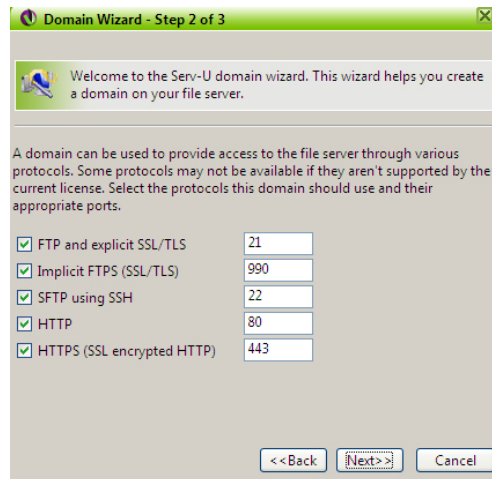 Domain Wizard - Step 2 of 3
Welcome to the Serv-U domain wizard. This wizard helps you create
a domain on your file server.
A domain can be used to provide access to the file server through various
protocols. Some protocols may not be available if they aren't supported by the
current license. Select the protocols this domain should use and their
appropriate ports.
FTP and explicit SSL/TLS 21
Implicit FTPS (SSL/TLS) 990
SFTP using SSH 22
HTTP 80
HTTPS (SSL encrypted HTTP) 443
<<Back Next>> Cancel